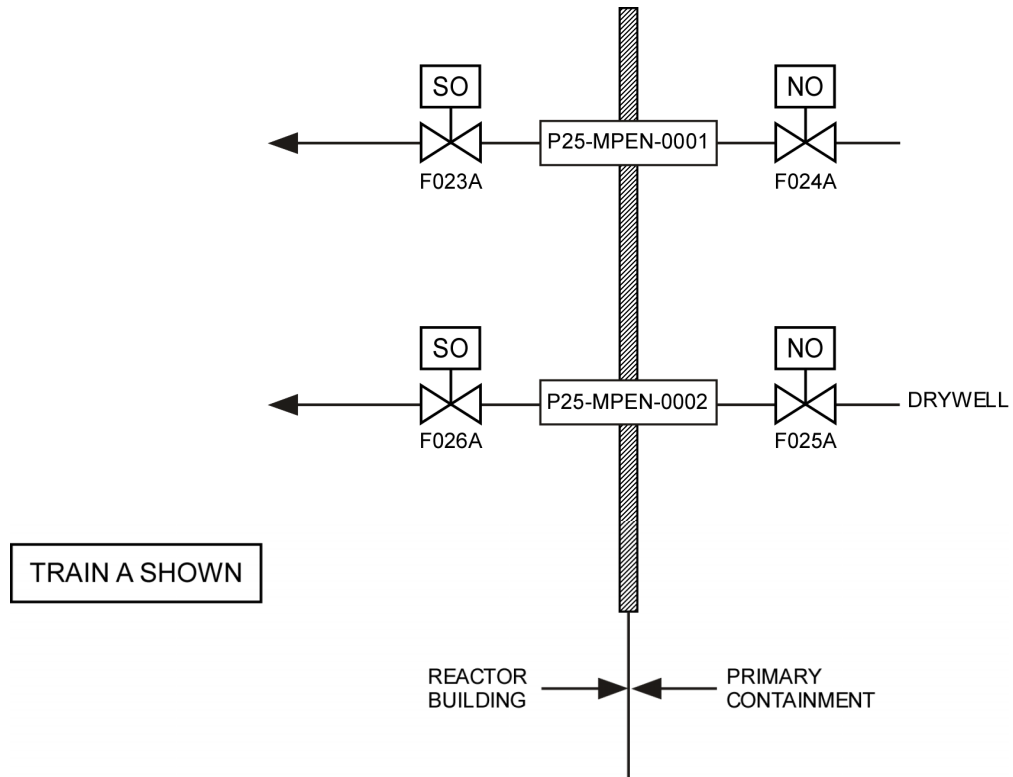 SO
NO
P25-MPEN-0001
F023A
F024A
SO
NO
P25-MPEN-0002
DRYWELL
F026A
F025A
TRAIN A SHOWN
REACTOR
BUILDING
PRIMARY
CONTAINMENT